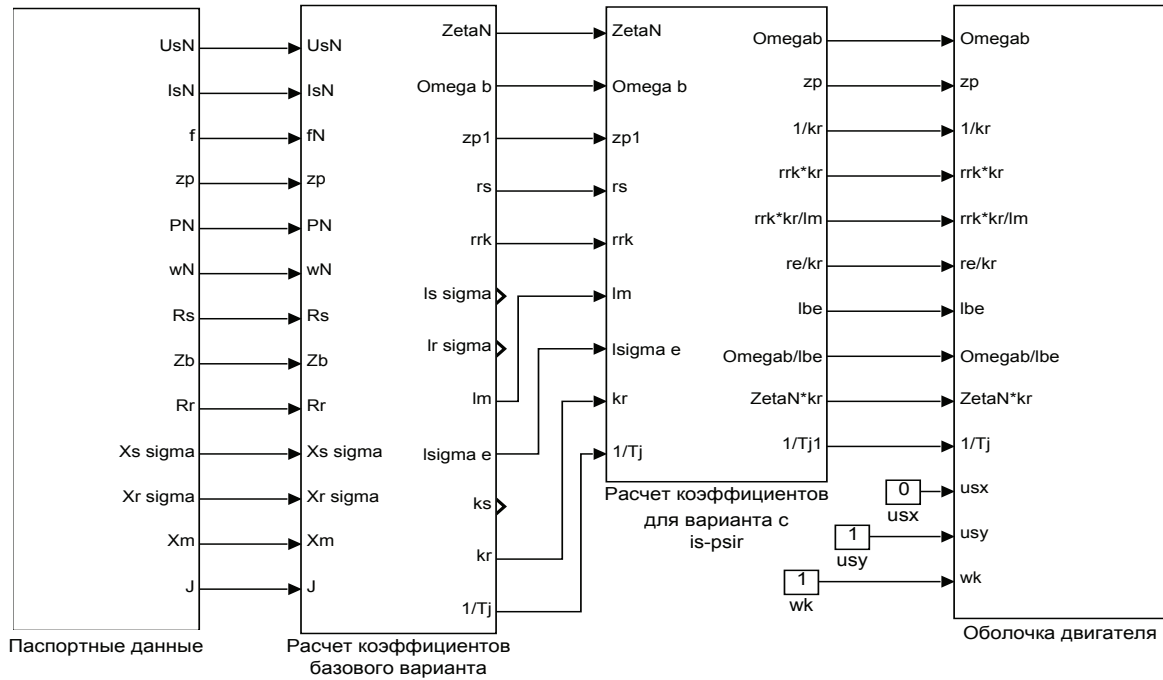 UsN
IsN
f
zp
PN
wN
Rs
Zb
Rr
Xs sigma
Xr sigma
Xm
J
Паспортные данные
UsN
IsN
fN
zp
PN
wN
Rs
Zb
Rr
Xs sigma
Xr sigma
Xm
J
ZetaN
Omega b
zp1
rs
rrk
ls sigma
lr sigma
lm
lsigma e
ks
kr
1/Tj
Расчет коэффициентов
базового варианта
ZetaN
Omega b
zp1
rs
rrk
lm
lsigma e
kr
1/Tj
Omegab
zp
1/kr
rrk*kr
rrk*kr/lm
re/kr
lbe
Omegab/lbe
ZetaN*kr
1/Tj1
Расчет коэффициентов
для варианта с
is-psir
0
usx
1
usy
1
wk
Omegab
zp
1/kr
rrk*kr
rrk*kr/lm
re/kr
lbe
Omegab/lbe
ZetaN*kr
1/Tj
usx
usy
wk
Оболочка двигателя